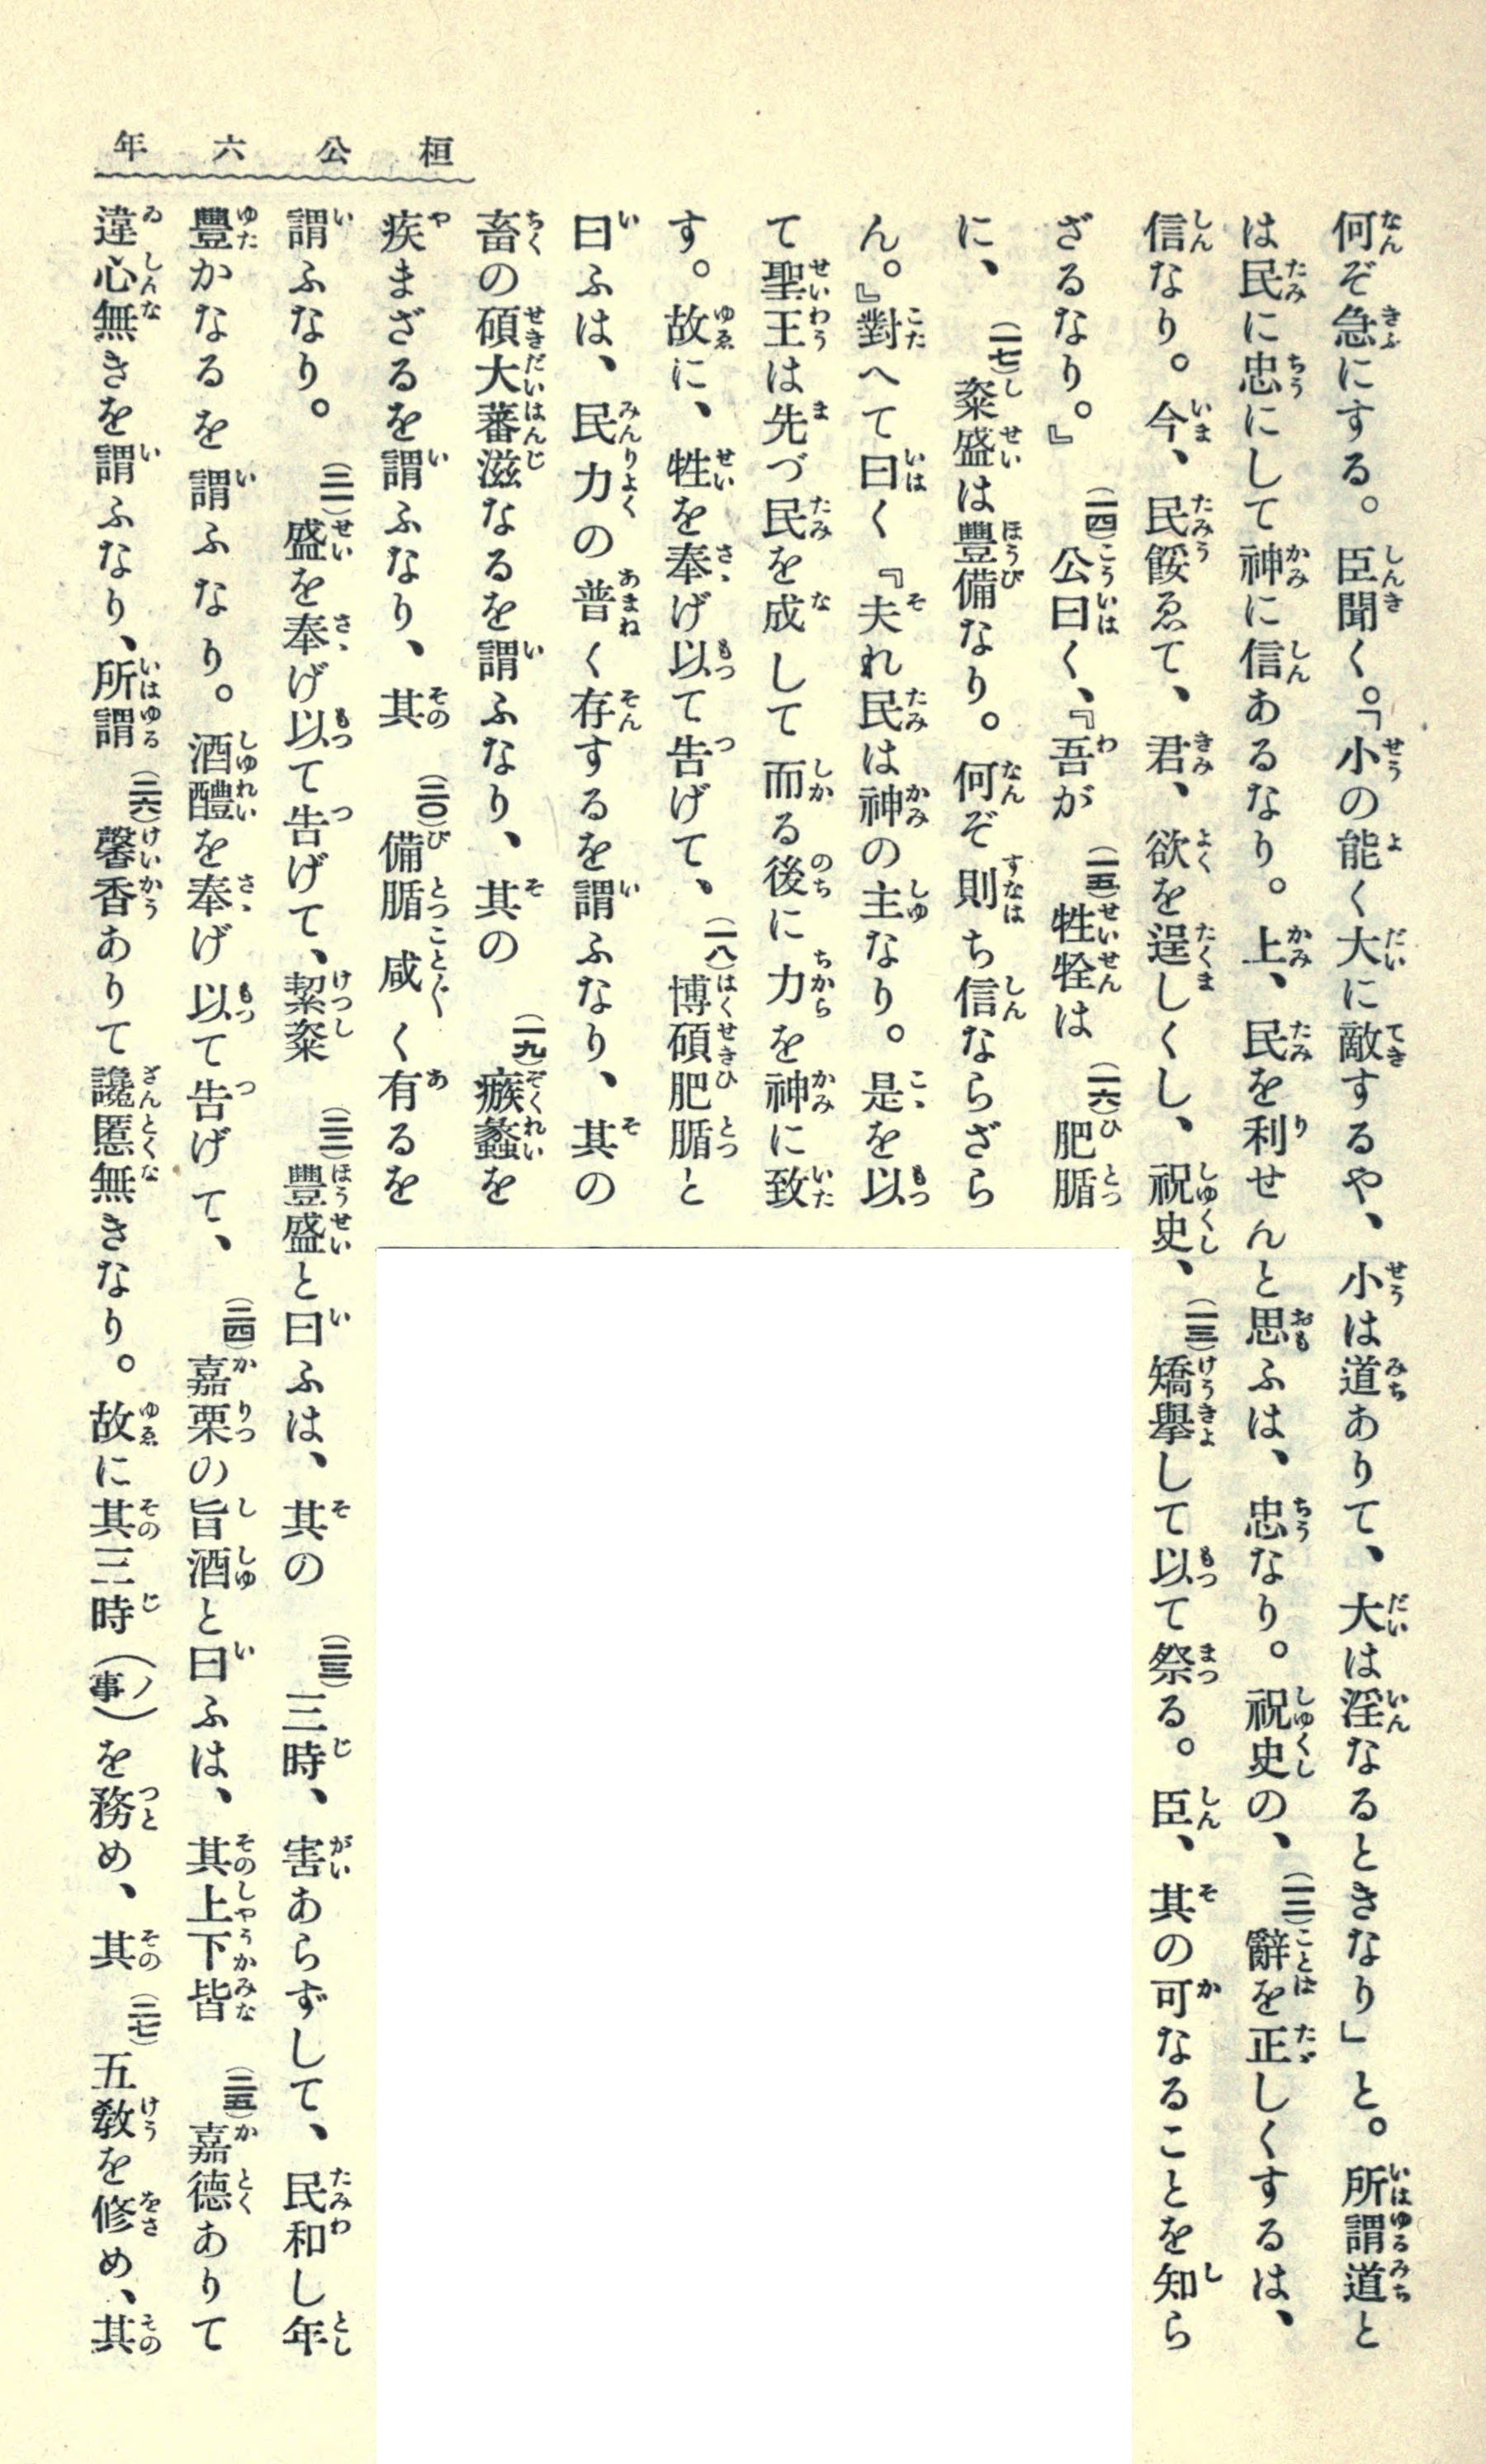 桓公六年
何ぞ急にする。臣聞く。「小の能く大に敵するや、小は道ありて、大は淫なるときなり」と。所謂道と
は民に忠にして神に信あるなり。上、民を利せんと思ふは、忠なり。祝史の、(一二)辭を正しくするは、
信なり。今、民餒ゑて、君、欲を逞しくし、祝史、(一三)矯擧して以て祭る。臣、其の可なることを知ら
ざるなり。』(一四)公曰く、『吾が(一五)牲牷は(一六)肥腯
に、(一七)粢盛は豐備なり。何ぞ則ち信ならざら
ん。』對へて曰く『夫れ民は神の主なり。是を以
て聖王は先づ民を成して而る後に力を神に致
す。故に、牲を奉げ以て告げて、(一八)博碩肥腯と
曰ふは、民力の普く存するを謂ふなり、其の
畜の碩大蕃滋なるを謂ふなり、其の(一九)瘯蠡を
疾まざるを謂ふなり、其(二〇)備腯咸く有るを
謂ふなり。(二一)盛を奉げ以て告げて、絜粢(二二)豐盛と曰ふは、其の(二三)三時、害あらずして、民和し年
豐かなるを謂ふなり。酒醴を奉げ以て告げて、(二四)嘉栗の旨酒と曰ふは、其上下皆(二五)嘉德ありて
違心無きを謂ふなり、所謂(二六)馨香ありて讒慝無きなり。故に其三時(ノ事)を務め、其(二七)五敎を修め、其